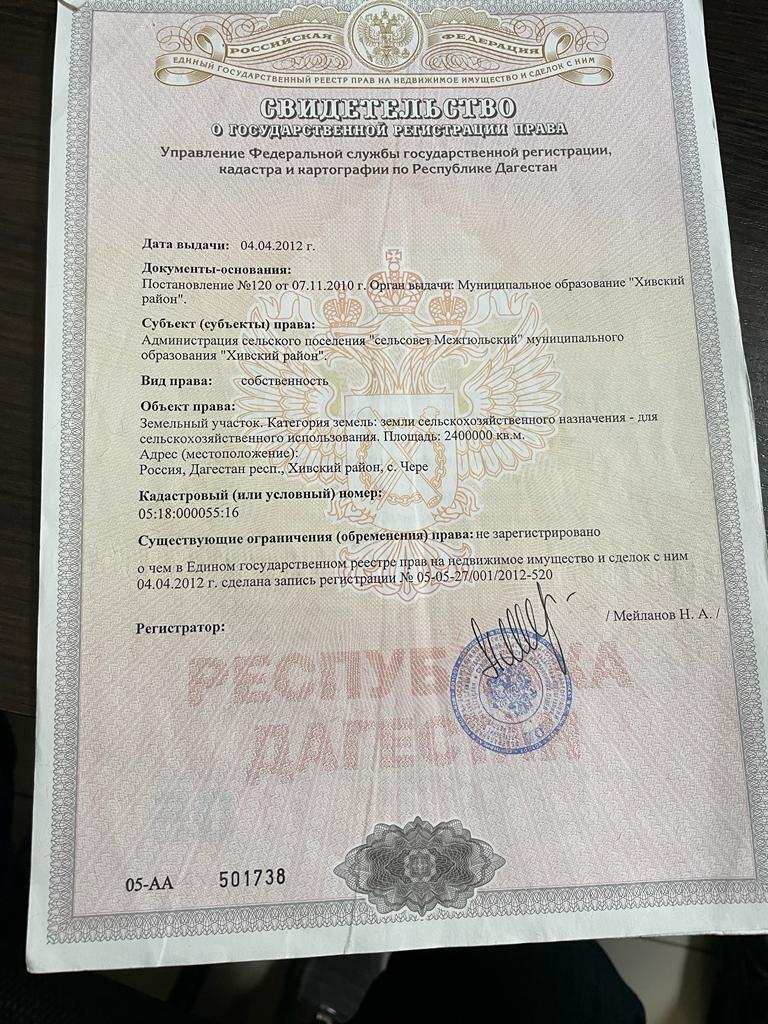 РОССИЙСКАЯ ФЕДЕРАЦИЯ
ЕДИНЫЙ ГОСУДАРСТВЕННЫЙ РЕЕСТР ПРАВ НА НЕДВИЖИМОЕ ИМУЩЕСТВО И СДЕЛОК С НИМ
СВИДЕТЕЛЬСТВО
О ГОСУДАРСТВЕННОЙ РЕГИСТРАЦИИ ПРАВА
Управление Федеральной службы государственной регистрации,
кадастра и картографии по Республике Дагестан
Дата выдачи: 04.04.2012 г.
Документы-основания:
Постановление №120 от 07.11.2010 г. Орган выдачи: Муниципальное образование "Хивский
район".
Субъект (субъекты) права:
Администрация сельского поселения "сельсовет Межгюльский" муниципального
образования "Хивский район".
Вид права: собственность
Объект права:
Земельный участок. Категория земель: земли сельскохозяйственного назначения - для
сельскохозяйственного использования. Площадь: 2400000 кв.м.
Адрес (местоположение):
Россия, Дагестан респ., Хивский район, с. Чере
Кадастровый (или условный) номер:
05:18:000055:16
Существующие ограничения (обременения) права: не зарегистрировано
о чем в Едином государственном реестре прав на недвижимое имущество и сделок с ним
04.04.2012 г. сделана запись регистрации № 05-05-27/001/2012-520
Регистратор: / Мейланов Н. А. /
РЕСПУБЛИКА
ДАГЕСТАН
05-АА 501738